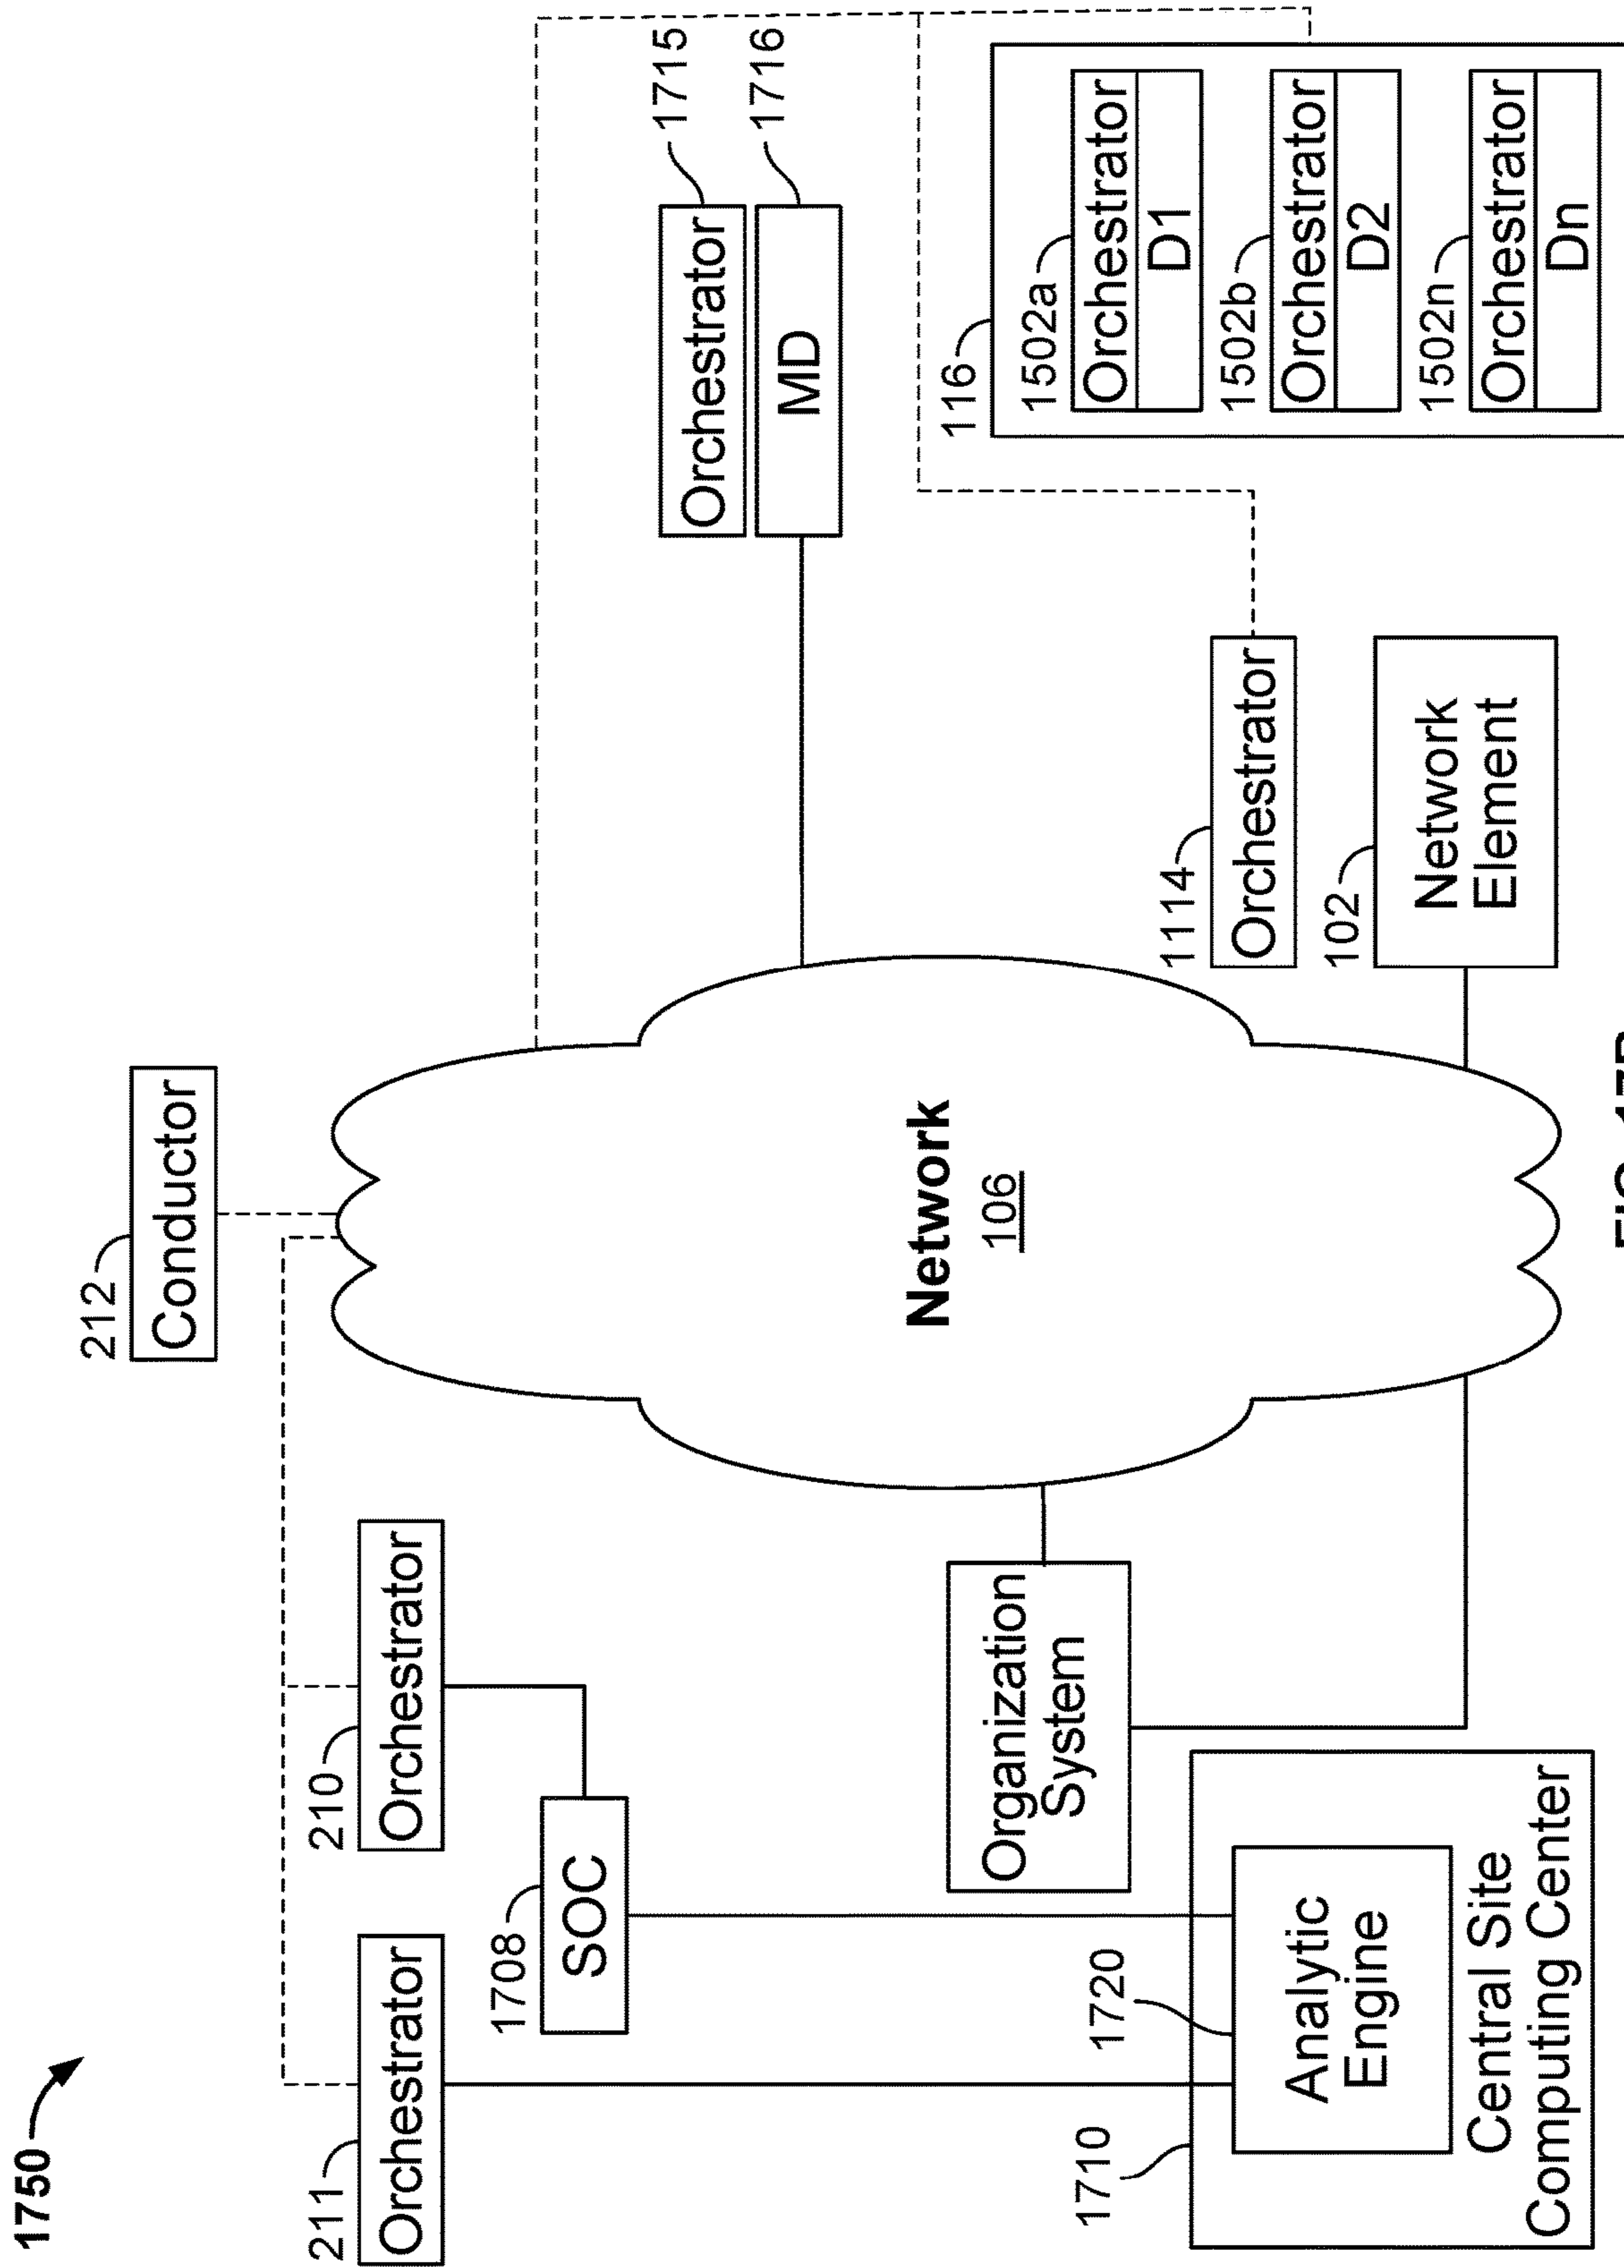 1750
212
Conductor
211
Orchestrator
210
Orchestrator
1708
SOC
Orchestrator
1715
MD
1716
Network
106
Organization
System
1710
1720
Analytic
Engine
Central Site
Computing Center
1114
Orchestrator
102
Network
Element
116
1502a
Orchestrator
D1
1502b
Orchestrator
D2
1502n
Orchestrator
Dn
FIG.